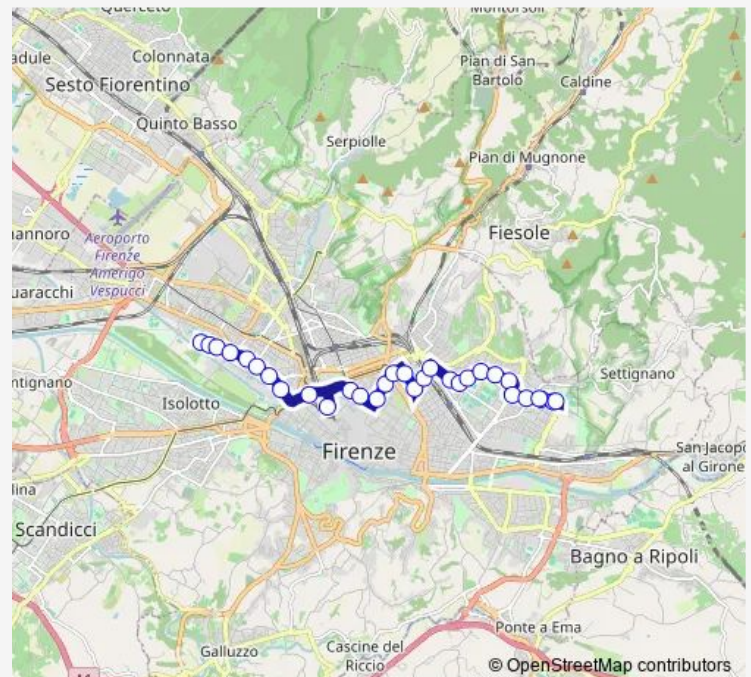 Querceto
Montorsoli
adule
Colonnata
Pian di San
Bartolo
Caldine
Sesto Fiorentino
Quinto Basso
Serpiolle
Pian di Mugnone
annoro
Aeroporto
Firenze
Amerigo
Vespucci
Fiesole
uaracchi
ntignano
Isolotto
Settignano
Firenze
San Jacopo
al Girone
lina
Scandicci
Bagno a Ripoli
Ponte a Ema
Galluzzo
Cascine del
Riccio
© OpenStreetMap contributors